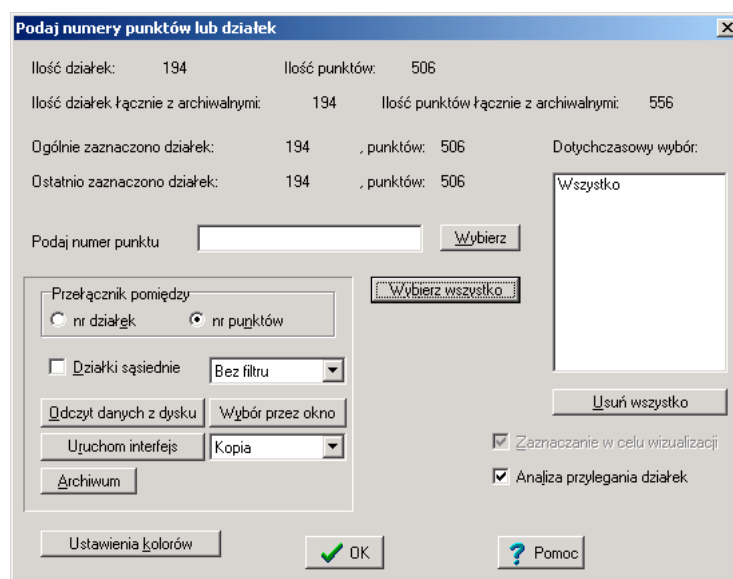 Podaj numery punktów lub działek
Ilość działek: 194 Ilość punktów: 506
Ilość działek łącznie z archiwalnymi: 194 Ilość punktów łącznie z archiwalnymi: 556
Ogólnie zaznaczono działek: 194 , punktów: 506 Dotychczasowy wybór:
Ostatnio zaznaczono działek: 194 , punktów: 506
Wszystko
Podaj numer punktu Wybierz
Wybierz wszystko
Przełącznik pomiędzy
nr działek nr punktów
Działki sąsiednie Bez filtru
Odczyt danych z dysku Wybór przez okno Usuń wszystko
Uruchom interfejs Kopia Zaznaczanie w celu wizualizacji
Archiwum Analiza przylegania działek
Ustawienia kolorów OK Pomoc